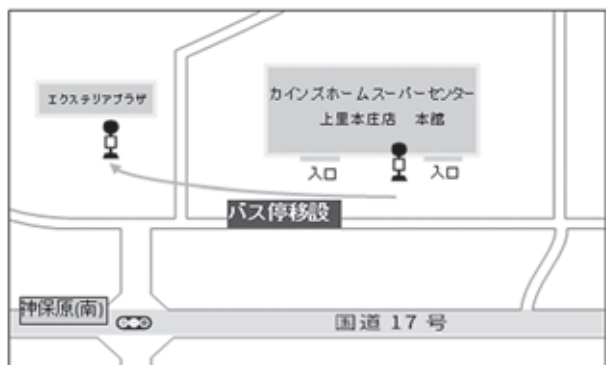 エクステリアプラザ
カインズホームスーパーセンター
上里本庄店　本館
入口
入口
バス停移設
神保原(南)
国道 17 号